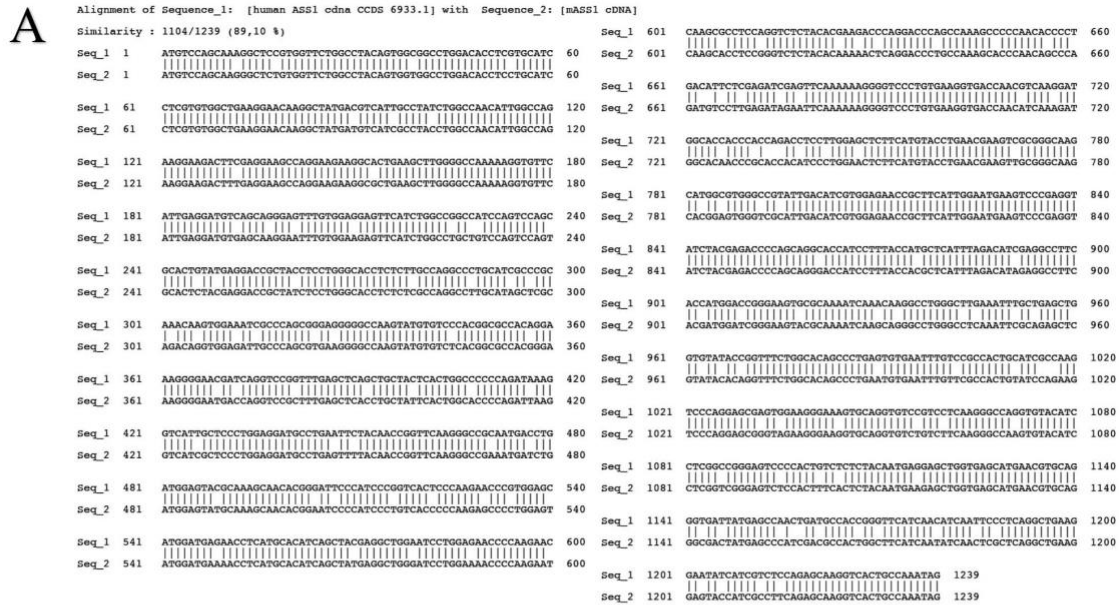 A
Alignment of Sequence_1: [human ASS1 cdna CCDS 6933.1] with Sequence_2: [mASS1 cDNA]
Similarity : 1104/1239 (89,10 %)
Seq_1 1 ATGTCCAGCAAAGGCTCCGTGGTTCTGGCCTACAGTGGCGGCCTGGACACCTCGTGCATC 60
Seq_2 1 ATGTCCAGCAAGGGCTCTGTGGTTCTGGCCTACAGTGGTGGCCTGGACACCTCCTGCATC 60
Seq_1 61 CTCGTGTGGCTGAAGGAACAAGGCTATGACGTCATTGCCTATCTGGCCAACATTGGCCAG 120
Seq_2 61 CTCGTGTGGCTGAAGGAACAAGGCTATGATGTCATCGCCTACCTGGCCAACATTGGCCAG 120
Seq_1 121 AAGGAAGACTTCGAGGAAGCCAGGAAGAAGGCACTGAAGCTTGGGGCCAAAAAGGTGTTC 180
Seq_2 121 AAGGAAGACTTTGAGGAAGCCAGGAAGAAGGCGCTGAAGCTTGGGGCCAAAAAGGTGTTC 180
Seq_1 181 ATTGAGGATGTCAGCAGGGAGTTTGTGGAGGAGTTCATCTGGCCGGCCATCCAGTCCAGC 240
Seq_2 181 ATTGAGGATGTGAGCAAGGAATTTGTGGAAGAGTTCATCTGGCCTGCTGTCCAGTCCAGT 240
Seq_1 241 GCACTGTATGAGGACCGCTACCTCCTGGGCACCTCTCTTGCCAGGCCCTGCATCGCCCGC 300
Seq_2 241 GCACTCTACGAGGACCGCTATCTCCTGGGCACCTCTCTCGCCAGGCCTTGCATAGCTCGC 300
Seq_1 301 AAACAAGTGGAAATCGCCCAGCGGGAGGGGGCCAAGTATGTGTCCCACGGCGCCACAGGA 360
Seq_2 301 AGACAGGTGGAGATTGCCCAGCGTGAAGGGGCCAAGTATGTGTCTCACGGCGCCACGGGA 360
Seq_1 361 AAGGGGAACGATCAGGTCCGGTTTGAGCTCAGCTGCTACTCACTGGCCCCCCAGATAAAG 420
Seq_2 361 AAGGGGAATGACCAGGTCCGCTTTGAGCTCACCTGCTATTCACTGGCACCCCAGATTAAG 420
Seq_1 421 GTCATTGCTCCCTGGAGGATGCCTGAATTCTACAACCGGTTCAAGGGCCGCAATGACCTG 480
Seq_2 421 GTCATCGCTCCCTGGAGGATGCCTGAGTTTTACAACCGGTTCAAGGGCCGAAATGATCTG 480
Seq_1 481 ATGGAGTACGCAAAGCAACACGGGATTCCCATCCCGGTCACTCCCAAGAACCCGTGGAGC 540
Seq_2 481 ATGGAGTATGCAAAGCAACACGGAATCCCCATCCCTGTCACCCCCAAGAGCCCCTGGAGT 540
Seq_1 541 ATGGATGAGAACCTCATGCACATCAGCTACGAGGCTGGAATCCTGGAGAACCCCAAGAAC 600
Seq_2 541 ATGGATGAAAACCTCATGCACATCAGCTATGAGGCTGGGATCCTGGAAAACCCCAAGAAT 600
Seq_1 601 CAAGCGCCTCCAGGTCTCTACACGAAGACCCAGGACCCAGCCAAAGCCCCCAACACCCCT 660
Seq_2 601 CAAGCACCTCCGGGTCTCTACACAAAAACTCAGGACCCTGCCAAAGCACCCAACAGCCCA 660
Seq_1 661 GACATTCTCGAGATCGAGTTCAAAAAAGGGGTCCCTGTGAAGGTGACCAACGTCAAGGAT 720
Seq_2 661 GATGTCCTTGAGATAGAATTCAAAAAAGGGGTCCCTGTGAAGGTGACCAACATCAAAGAT 720
Seq_1 721 GGCACCACCCACCAGACCTCCTTGGAGCTCTTCATGTACCTGAACGAAGTCGCGGGCAAG 780
Seq_2 721 GGCACAACCCGCACCACATCCCTGGAACTCTTCATGTACCTGAACGAAGTTGCGGGCAAG 780
Seq_1 781 CATGGCGTGGGCCGTATTGACATCGTGGAGAACCGCTTCATTGGAATGAAGTCCCGAGGT 840
Seq_2 781 CACGGAGTGGGTCGCATTGACATCGTGGAGAACCGCTTCATTGGAATGAAGTCCCGAGGT 840
Seq_1 841 ATCTACGAGACCCCAGCAGGCACCATCCTTTACCATGCTCATTTAGACATCGAGGCCTTC 900
Seq_2 841 ATCTACGAGACCCCAGCAGGGACCATCCTTTACCACGCTCATTTAGACATAGAGGCCTTC 900
Seq_1 901 ACCATGGACCGGGAAGTGCGCAAAATCAAACAAGGCCTGGGCTTGAAATTTGCTGAGCTG 960
Seq_2 901 ACGATGGATCGGGAAGTACGCAAAATCAAGCAGGGCCTGGGCCTCAAATTCGCAGAGCTC 960
Seq_1 961 GTGTATACCGGTTTCTGGCACAGCCCTGAGTGTGAATTTGTCCGCCACTGCATCGCCAAG 1020
Seq_2 961 GTATACACAGGTTTCTGGCACAGCCCTGAATGTGAATTTGTTCGCCACTGTATCCAGAAG 1020
Seq_1 1021 TCCCAGGAGCGAGTGGAAGGGAAAGTGCAGGTGTCCGTCCTCAAGGGCCAGGTGTACATC 1080
Seq_2 1021 TCCCAGGAGCGGGTAGAAGGGAAGGTGCAGGTGTCTGTCTTCAAGGGCCAAGTGTACATC 1080
Seq_1 1081 CTCGGCCGGGAGTCCCCACTGTCTCTCTACAATGAGGAGCTGGTGAGCATGAACGTGCAG 1140
Seq_2 1081 CTCGGTCGGGAGTCTCCACTTTCACTCTACAATGAAGAGCTGGTGAGCATGAACGTGCAG 1140
Seq_1 1141 GGTGATTATGAGCCAACTGATGCCACCGGGTTCATCAACATCAATTCCCTCAGGCTGAAG 1200
Seq_2 1141 GGCGACTATGAGCCCATCGACGCCACTGGCTTCATCAATATCAACTCGCTCAGGCTGAAG 1200
Seq_1 1201 GAATATCATCGTCTCCAGAGCAAGGTCACTGCCAAATAG 1239
Seq_2 1201 GAGTACCATCGCCTTCAGAGCAAGGTCACTGCCAAATAG 1239